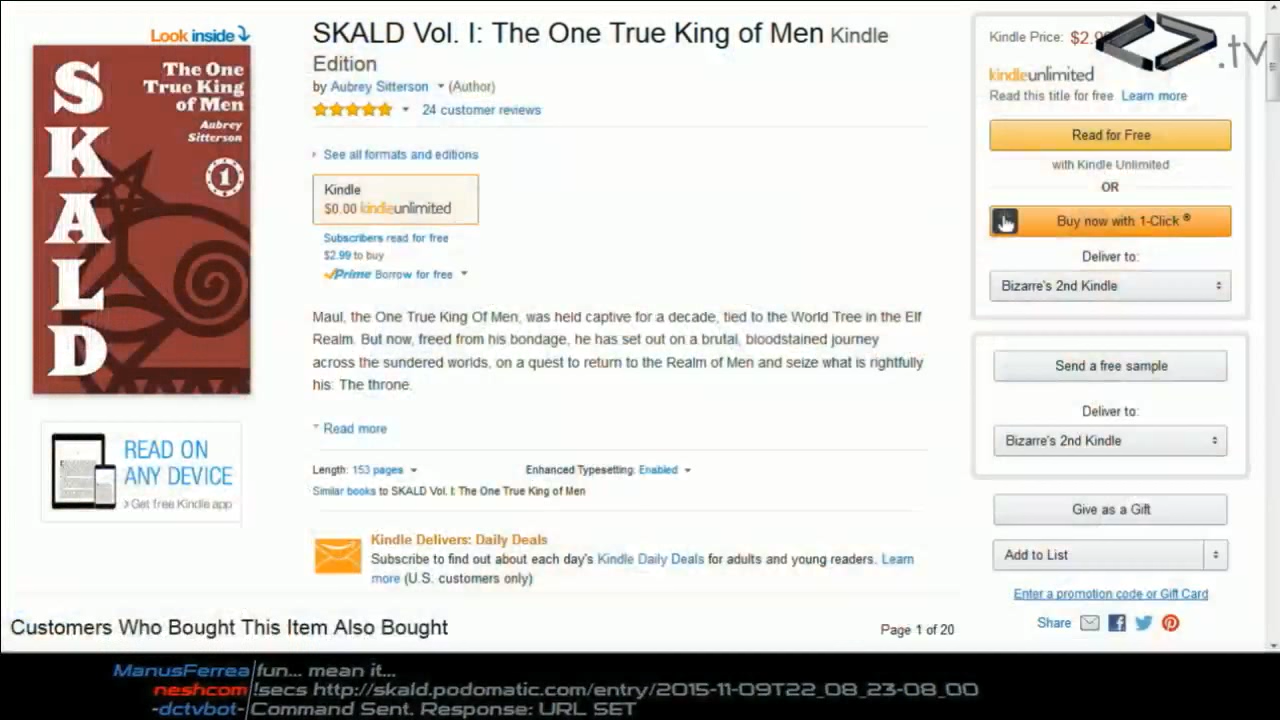 Look inside
SKALD
The One
True King
of Men
Aubrey
Sitterson
1
READ ON
ANY DEVICE
› Get free Kindle app
SKALD Vol. I: The One True King of Men Kindle
Edition
by Aubrey Sitterson (Author)
24 customer reviews
See all formats and editions
Kindle
$0.00 kindleunlimited
Subscribers read for free
$2.99 to buy
Prime Borrow for free
Maul, the One True King Of Men, was held captive for a decade, tied to the World Tree in the Elf
Realm. But now, freed from his bondage, he has set out on a brutal, bloodstained journey
across the sundered worlds, on a quest to return to the Realm of Men and seize what is rightfully
his: The throne.
Read more
Length: 153 pages
Enhanced Typesetting: Enabled
Similar books to SKALD Vol. I: The One True King of Men
Kindle Delivers: Daily Deals
Subscribe to find out about each day's Kindle Daily Deals for adults and young readers. Learn
more (U.S. customers only)
Customers Who Bought This Item Also Bought
Page 1 of 20
Kindle Price:
.tv
kindleunlimited
Read this title for free Learn more
Read for Free
with Kindle Unlimited
OR
Buy now with 1-Click ®
Deliver to:
Bizarre's 2nd Kindle
Send a free sample
Deliver to:
Bizarre's 2nd Kindle
Give as a Gift
Add to List
Enter a promotion code or Gift Card
Share
ManusFerrea fun... mean it...
neshcom !secs http://skald.podomatic.com/entry/2015-11-09T22_08_23-08_00
-dctvbot- Command Sent. Response: URL SET